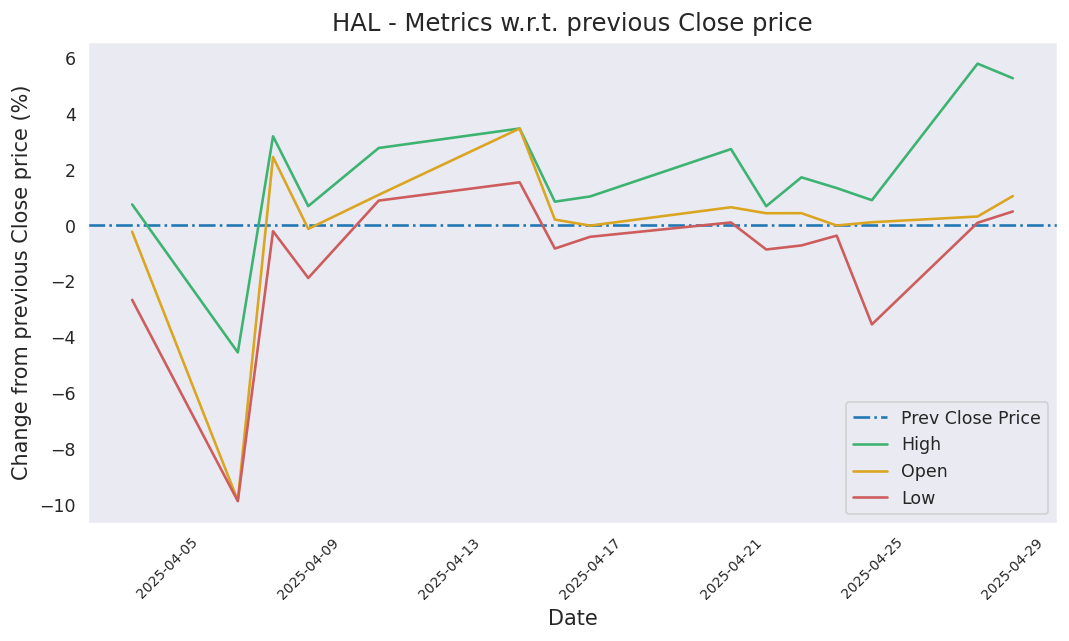 HAL - Metrics w.r.t. previous Close price
Change from previous Close price (%)
6
4
2
0
−2
−4
−6
−8
−10
Prev Close Price
High
Open
Low
2025-04-05
2025-04-09
2025-04-13
2025-04-17
2025-04-21
2025-04-25
2025-04-29
Date